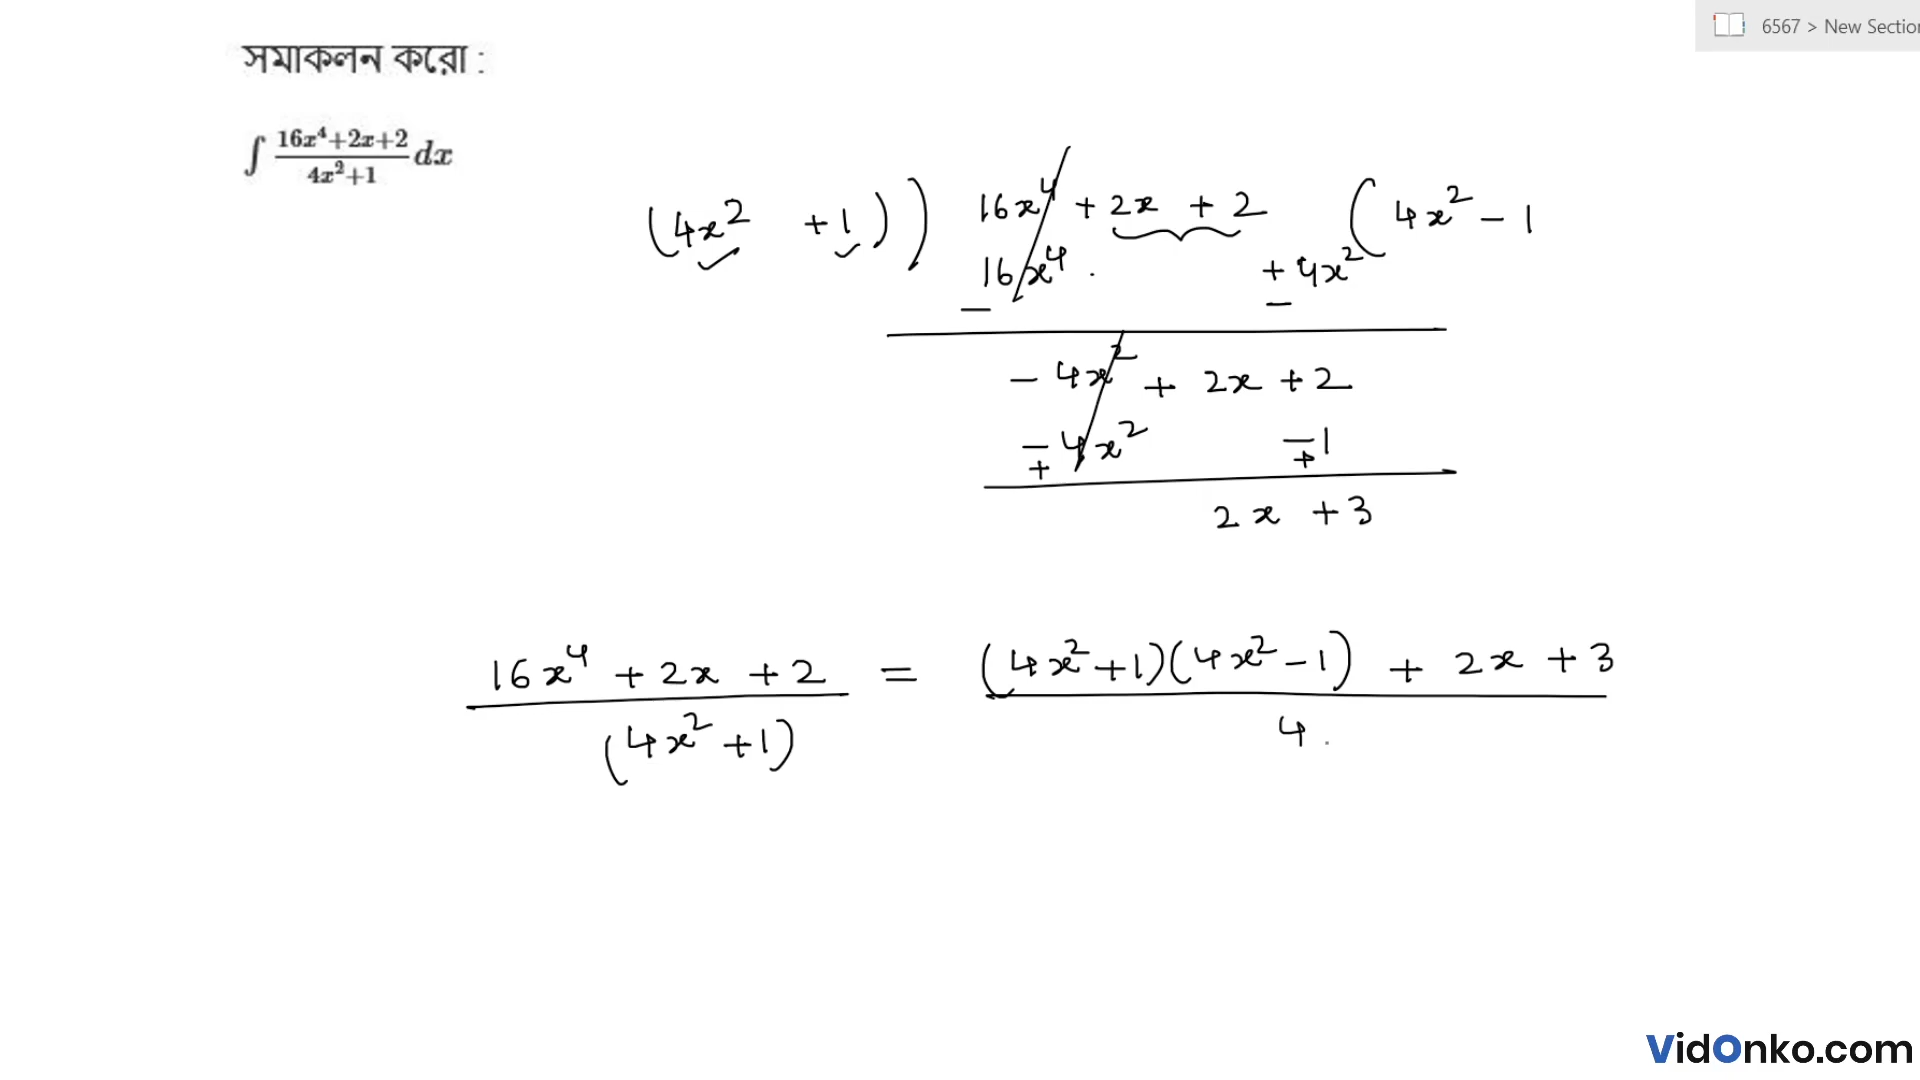 6567 > New Section
সমাকলন করো :
∫ 16x⁴+2x+2 / 4x²+1 dx
(4x² +1)) 16x⁴ + 2x + 2 (4x² - 1
16x⁴ . + 4x²
- -
- 4x² + 2x + 2
- 4x² - 1
+ +
2x + 3
16x⁴ + 2x + 2 / (4x² + 1) = (4x² + 1)(4x² - 1) + 2x + 3 / 4
VidOnko.com